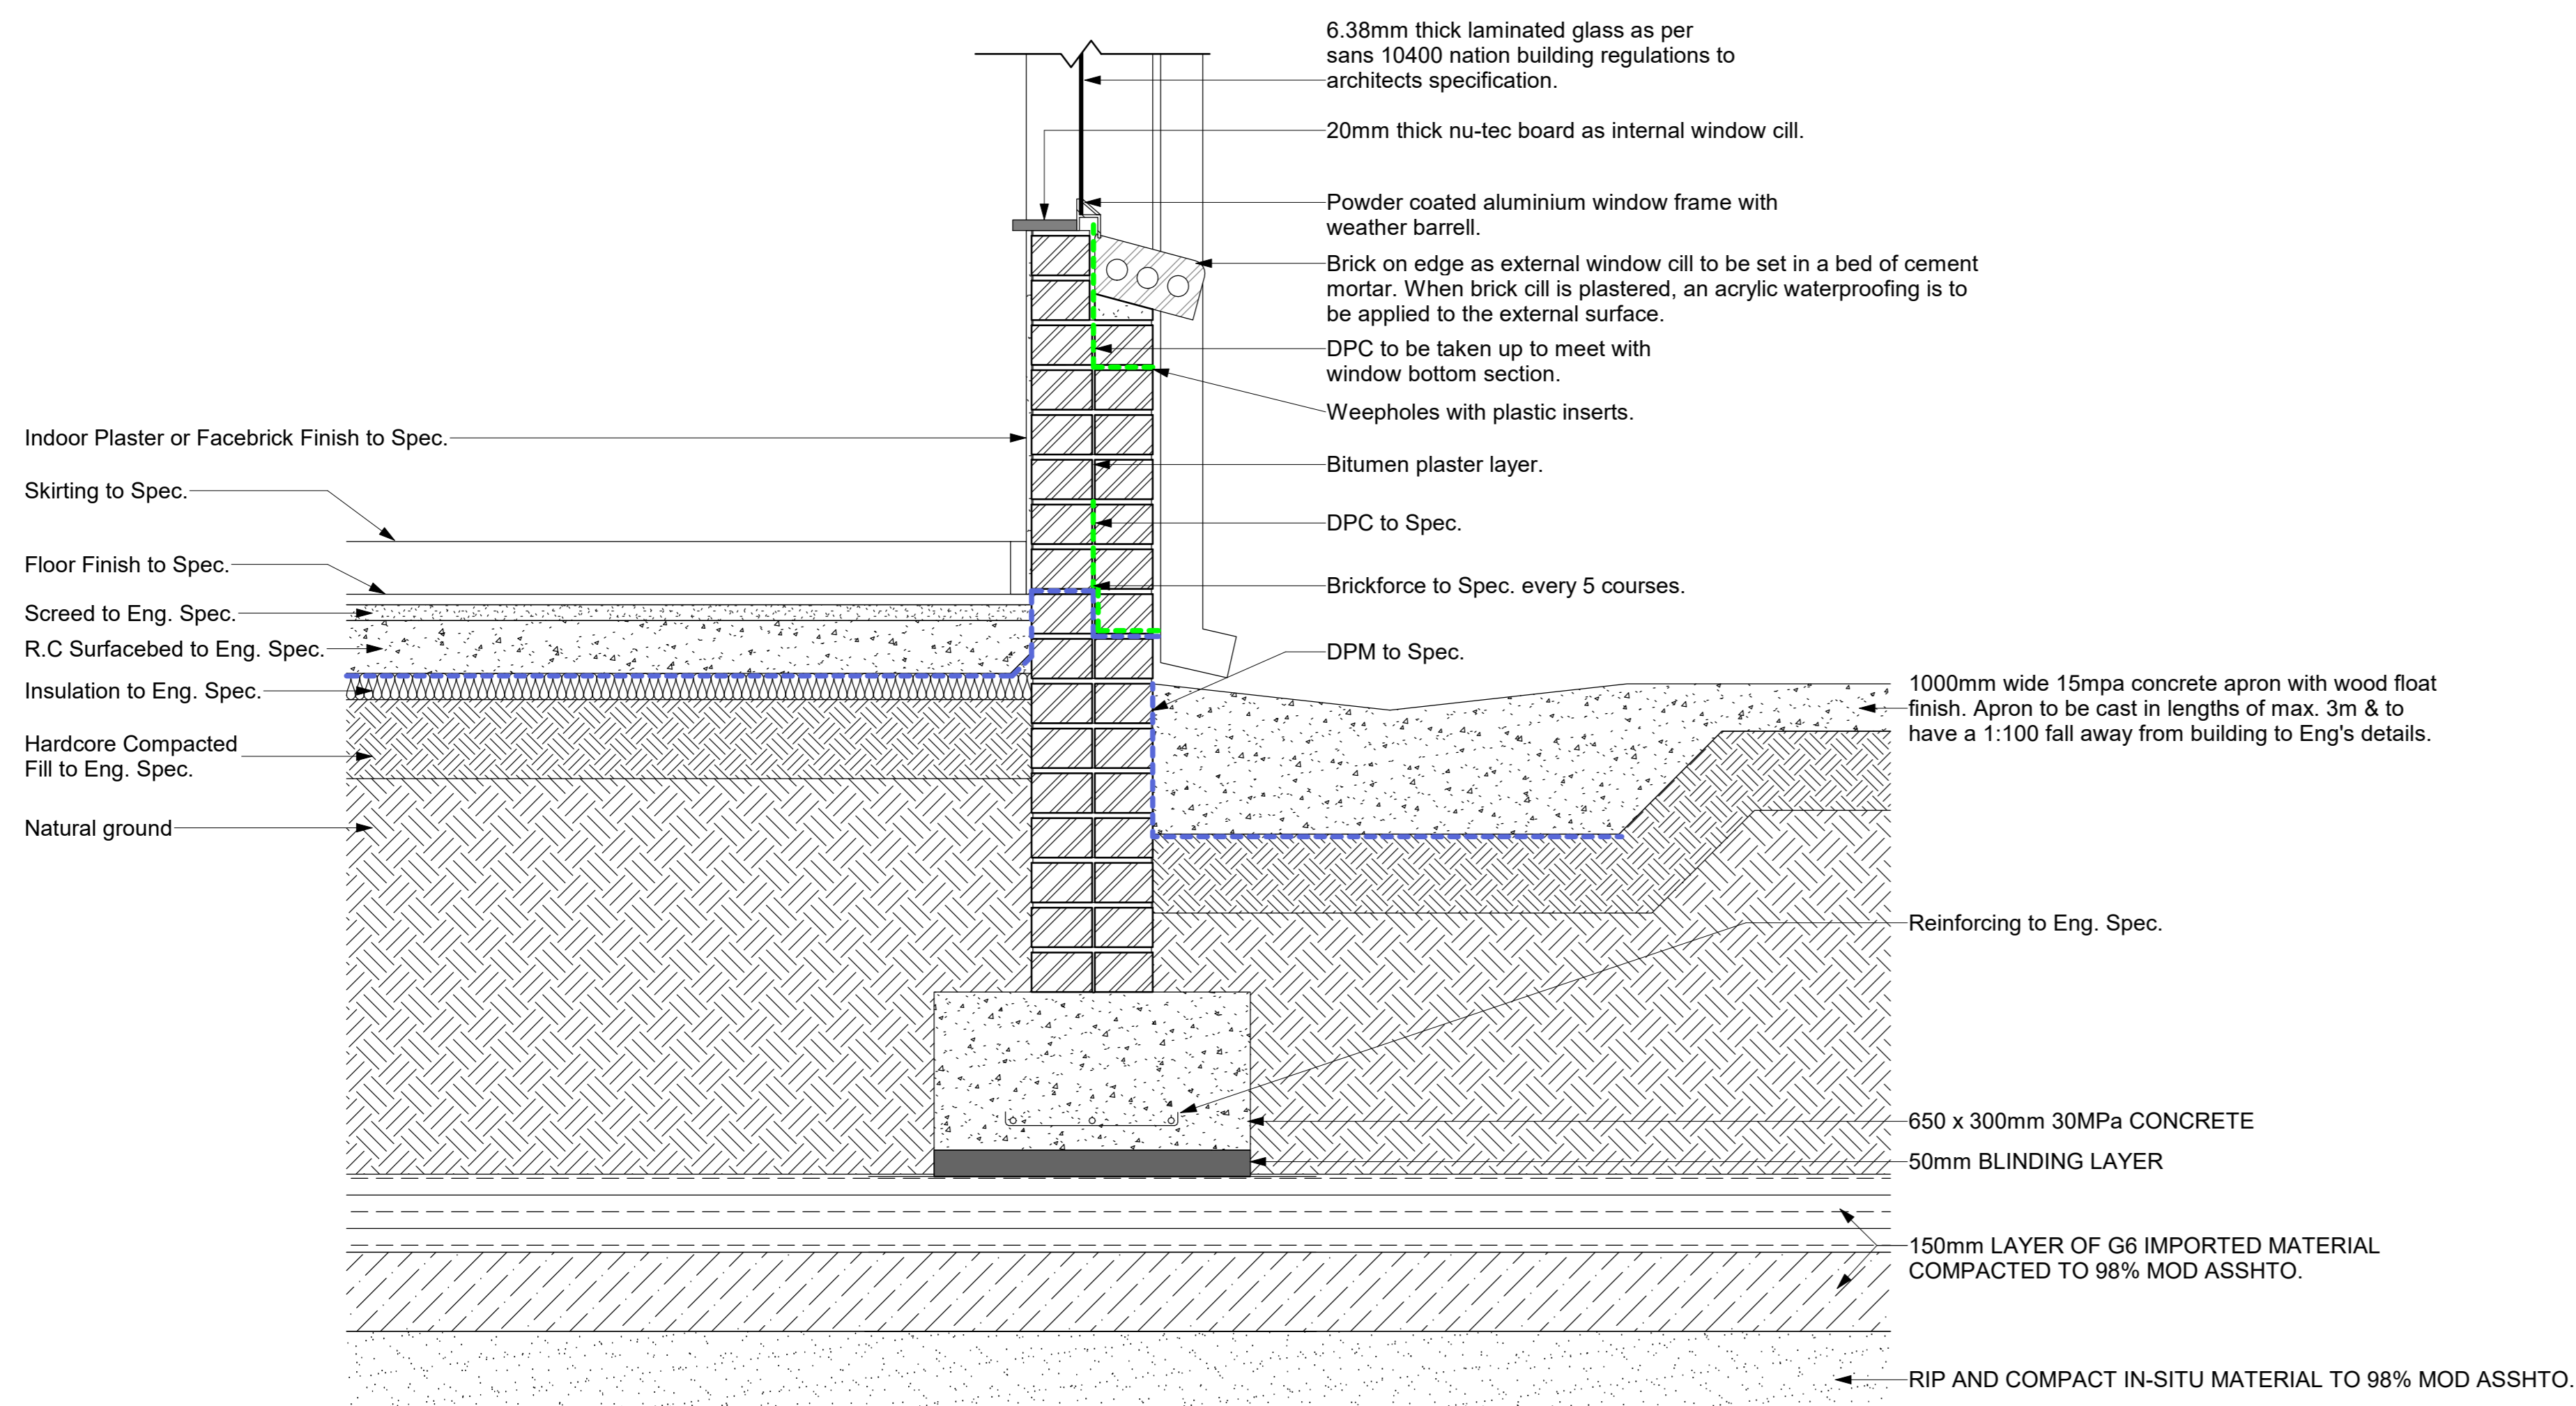 6.38mm thick laminated glass as per
sans 10400 nation building regulations to
architects specification.
20mm thick nu-tec board as internal window cill.
Powder coated aluminium window frame with
weather barrell.
Brick on edge as external window cill to be set in a bed of cement
mortar. When brick cill is plastered, an acrylic waterproofing is to
be applied to the external surface.
DPC to be taken up to meet with
window bottom section.
Weepholes with plastic inserts.
Bitumen plaster layer.
DPC to Spec.
Brickforce to Spec. every 5 courses.
DPM to Spec.
Indoor Plaster or Facebrick Finish to Spec.
Skirting to Spec.
Floor Finish to Spec.
Screed to Eng. Spec.
R.C Surfacebed to Eng. Spec.
Insulation to Eng. Spec.
Hardcore Compacted
Fill to Eng. Spec.
Natural ground
1000mm wide 15mpa concrete apron with wood float
finish. Apron to be cast in lengths of max. 3m & to
have a 1:100 fall away from building to Eng's details.
Reinforcing to Eng. Spec.
650 x 300mm 30MPa CONCRETE
50mm BLINDING LAYER
150mm LAYER OF G6 IMPORTED MATERIAL
COMPACTED TO 98% MOD ASSHTO.
RIP AND COMPACT IN-SITU MATERIAL TO 98% MOD ASSHTO.